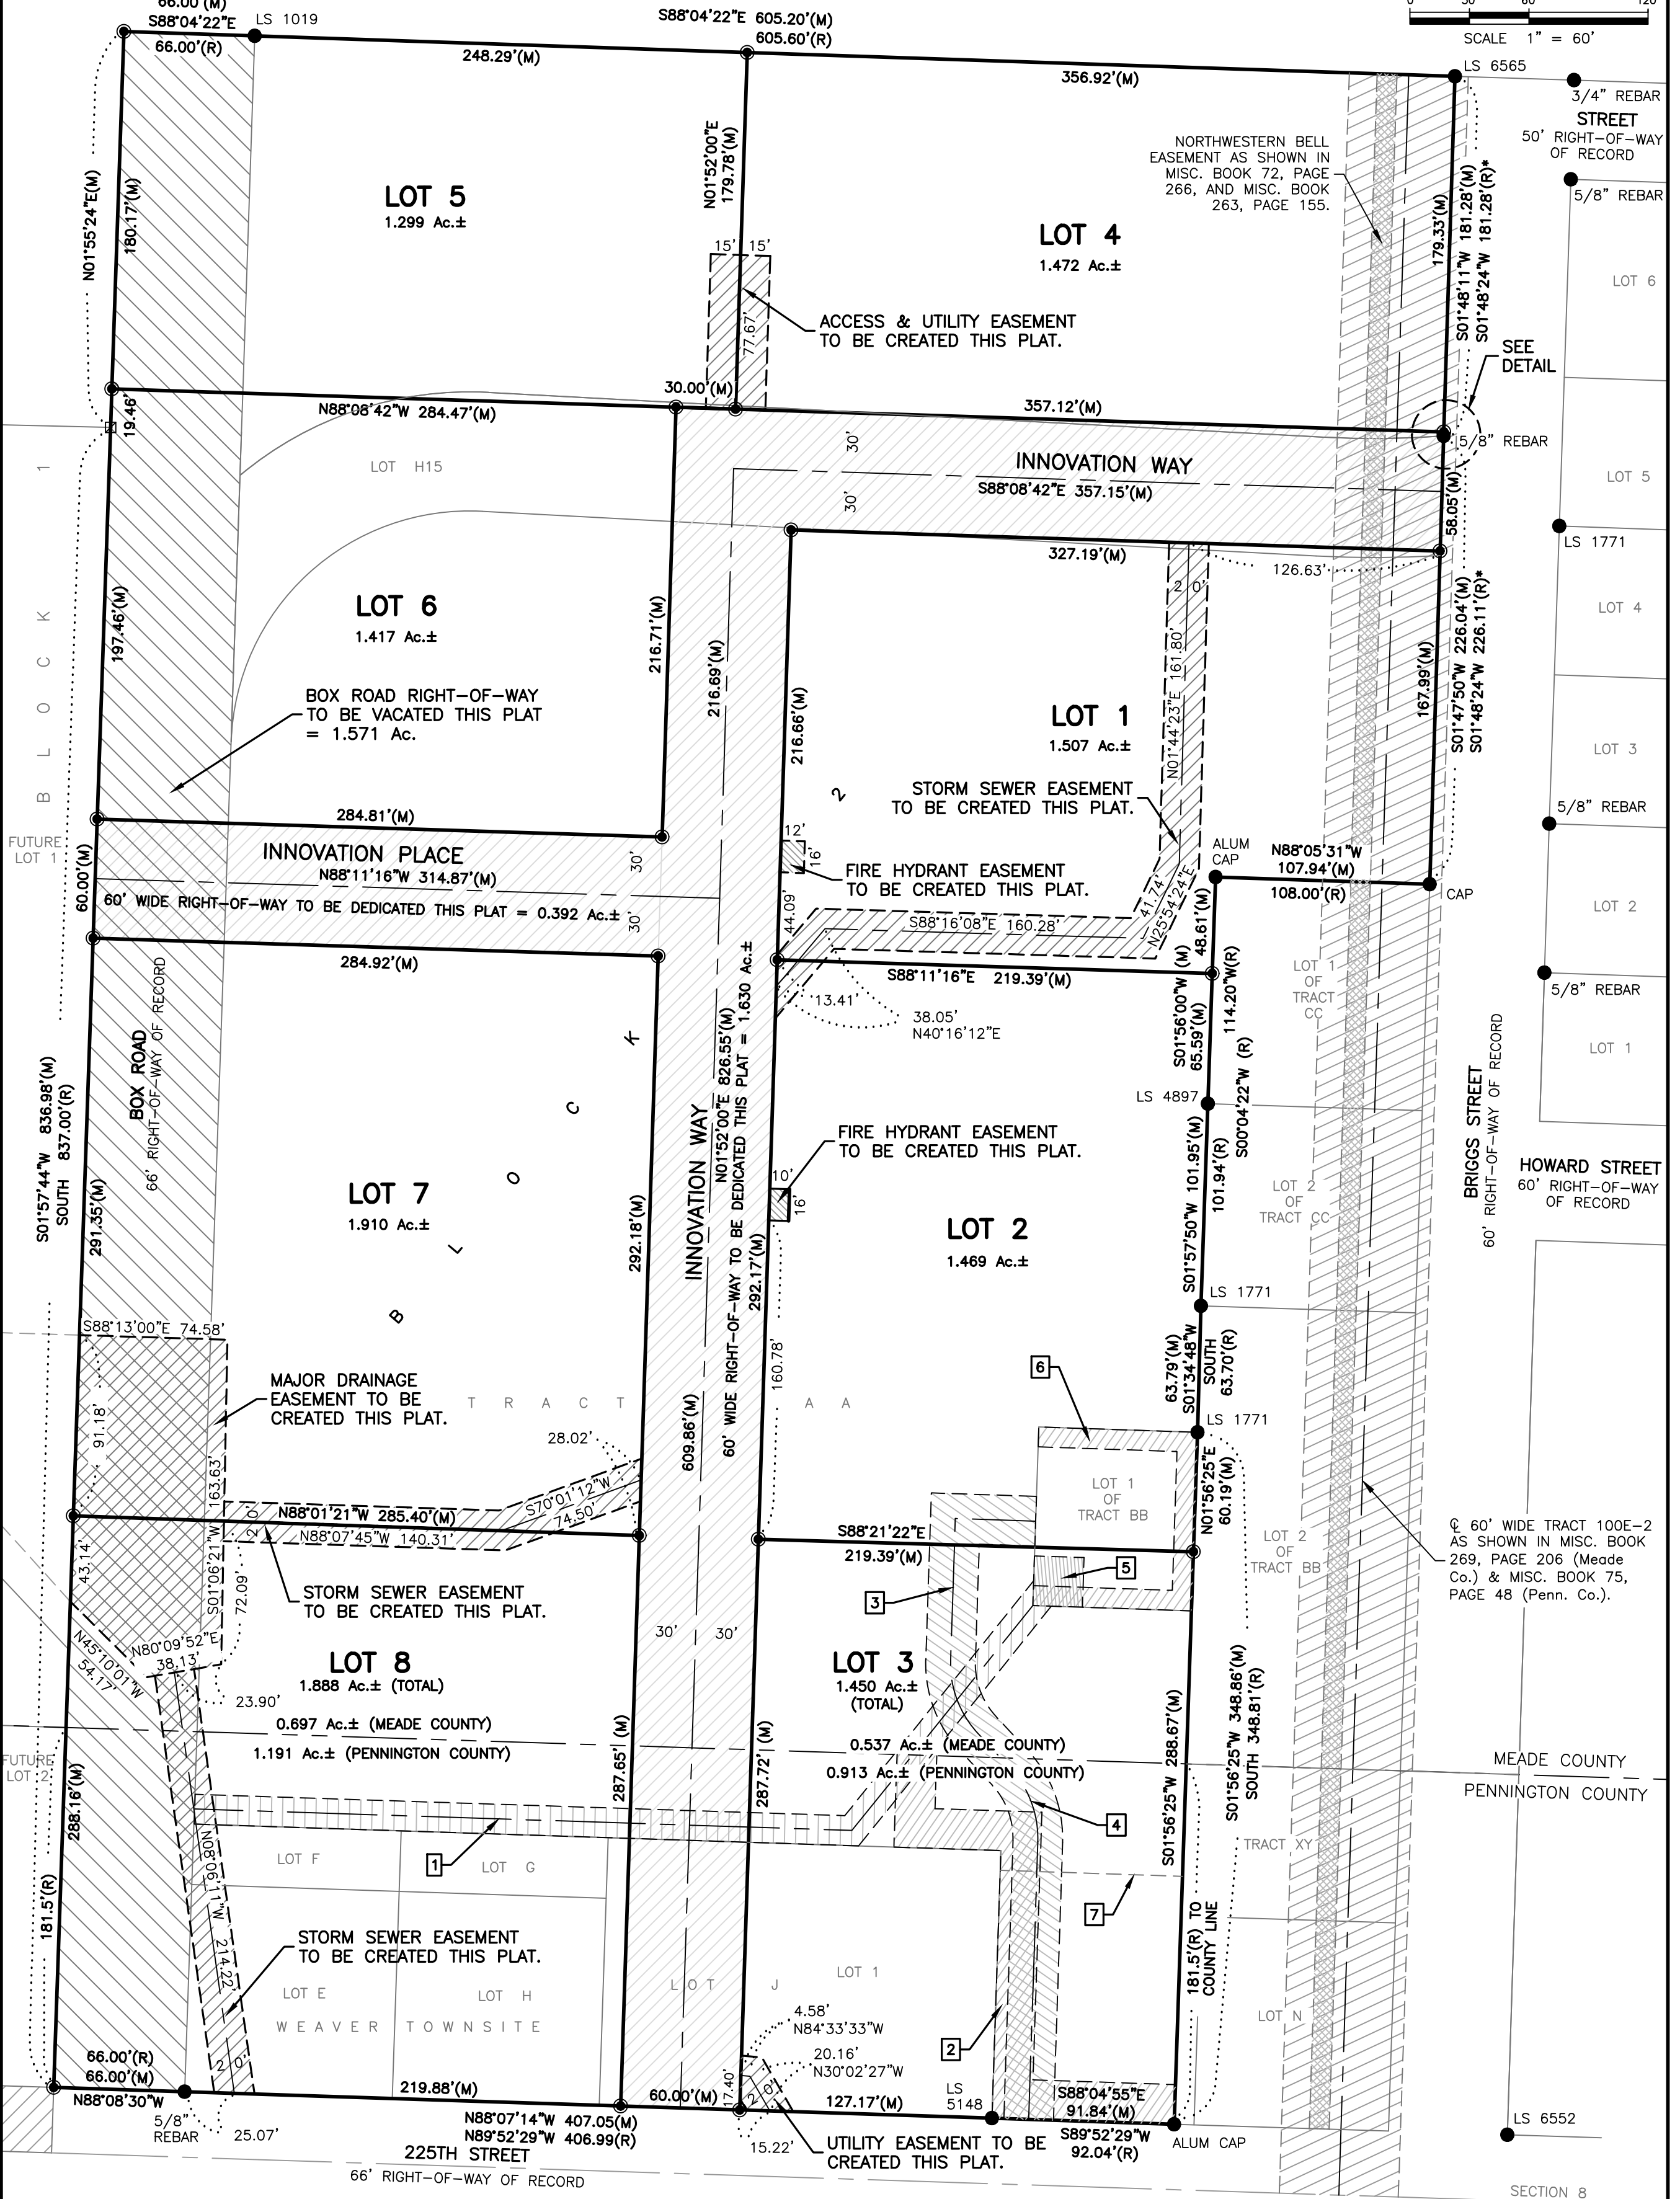 66.00'(M)
S88°04'22"E
66.00'(R)
LS 1019
S88°04'22"E 605.20'(M)
605.60'(R)
248.29'(M)
356.92'(M)
0 30 60 120
SCALE 1" = 60'
LS 6565
3/4" REBAR
STREET
50' RIGHT-OF-WAY
OF RECORD
5/8" REBAR
NORTHWESTERN BELL
EASEMENT AS SHOWN IN
MISC. BOOK 72, PAGE
266, AND MISC. BOOK
263, PAGE 155.
N01°55'24"E(M)
180.17'(M)
LOT 5
1.299 Ac.±
N01°52'00"E
179.78'(M)
LOT 4
1.472 Ac.±
179.33'(M)
S01°48'11"W 181.28'(M)
S01°48'24"W 181.28'(R)*
LOT 6
15' 15'
77.67'
ACCESS & UTILITY EASEMENT
TO BE CREATED THIS PLAT.
SEE
DETAIL
30.00'(M)
N88°08'42"W 284.47'(M)
357.12'(M)
19.46'
5/8" REBAR
LOT H15
30'
INNOVATION WAY
S88°08'42"E 357.15'(M)
30'
LOT 5
58.05'(M)
LS 1771
327.19'(M)
126.63'
20'
LOT 6
1.417 Ac.±
197.46'(M)
216.71'(M)
216.69'(M)
216.66'(M)
N01°44'23"E 161.80'
LOT 4
S01°47'50"W 226.04'(M)
S01°48'24"W 226.11'(R)*
167.99'(M)
BOX ROAD RIGHT-OF-WAY
TO BE VACATED THIS PLAT
= 1.571 Ac.
LOT 1
1.507 Ac.±
LOT 3
BLOCK 1
BLOCK 2
STORM SEWER EASEMENT
TO BE CREATED THIS PLAT.
5/8" REBAR
284.81'(M)
FUTURE
LOT 1
INNOVATION PLACE
N88°11'16"W 314.87'(M)
60' WIDE RIGHT-OF-WAY TO BE DEDICATED THIS PLAT = 0.392 Ac.±
60.00'(M)
30'
30'
12'
16'
FIRE HYDRANT EASEMENT
TO BE CREATED THIS PLAT.
44.09'
ALUM
CAP
N88°05'31"W
107.94'(M)
108.00'(R)
CAP
LOT 2
41.74'
N25°54'24"E
S88°16'08"E 160.28'
48.61'(M)
284.92'(M)
S88°11'16"E 219.39'(M)
13.41'
38.05'
N40°16'12"E
S01°56'00"W (M)
65.59'(M)
114.20'W(R)
S00°04'22"W (R)
LOT 1
OF
TRACT
CC
5/8" REBAR
LOT 1
BOX ROAD
66' RIGHT-OF-WAY OF RECORD
S01°57'44"W 836.98'(M)
SOUTH 837.00'(R)
291.35'(M)
INNOVATION WAY
N01°52'00"E 826.55'(M)
60' WIDE RIGHT-OF-WAY TO BE DEDICATED THIS PLAT = 1.630 Ac.±
LS 4897
BRIGGS STREET
60' RIGHT-OF-WAY OF RECORD
FIRE HYDRANT EASEMENT
TO BE CREATED THIS PLAT.
10'
16'
HOWARD STREET
60' RIGHT-OF-WAY
OF RECORD
LOT 7
1.910 Ac.±
292.18'(M)
292.17'(M)
LOT 2
1.469 Ac.±
S01°57'50"W 101.95'(M)
101.94'(R)
LOT 2
OF
TRACT CC
LS 1771
S88°13'00"E 74.58'
160.78'
63.79'(M)
S01°34'48"W
SOUTH
63.70'(R)
6
MAJOR DRAINAGE
EASEMENT TO BE
CREATED THIS PLAT.
TRACT AA
91.18'
609.86'(M)
28.02'
LS 1771
LOT 1
OF
TRACT BB
N01°56'25"E
60.19'(M)
S70°01'12"W
74.50'
N88°01'21"W 285.40'(M)
N88°07'45"W 140.31'
20'
S01°06'21"W 163.63'
S88°21'22"E
219.39'(M)
LOT 2
OF
TRACT BB
℄ 60' WIDE TRACT 100E-2
AS SHOWN IN MISC. BOOK
269, PAGE 206 (Meade
Co.) & MISC. BOOK 75,
PAGE 48 (Penn. Co.).
43.14'
72.09'
STORM SEWER EASEMENT
TO BE CREATED THIS PLAT.
3
5
30' 30'
N45°10'01"W
54.17'
N80°09'52"E
38.13'
23.90'
LOT 8
1.888 Ac.± (TOTAL)
LOT 3
1.450 Ac.±
(TOTAL)
0.697 Ac.± (MEADE COUNTY)
1.191 Ac.± (PENNINGTON COUNTY)
0.537 Ac.± (MEADE COUNTY)
0.913 Ac.± (PENNINGTON COUNTY)
S01°56'25"W 288.67'(M)
S01°56'25"W 348.86'(M)
SOUTH 348.81'(R)
MEADE COUNTY
PENNINGTON COUNTY
FUTURE
LOT 2
288.16'(M)
287.65' (M)
287.72' (M)
4
TRACT XY
N08°06'11"W 214.22'
LOT F
1
LOT G
7
181.5'(R)
181.5'(R) TO
COUNTY LINE
STORM SEWER EASEMENT
TO BE CREATED THIS PLAT.
LOT E
LOT H
LOT J
LOT 1
LOT N
WEAVER TOWNSITE
4.58'
N84°33'33"W
20.16'
N30°02'27"W
2
20'
17.40'
20'
66.00'(R)
66.00'(M)
N88°08'30"W
219.88'(M)
60.00'(M)
127.17'(M)
LS
5148
S88°04'55"E
91.84'(M)
S89°52'29"W
92.04'(R)
ALUM CAP
LS 6552
5/8"
REBAR
25.07'
N88°07'14"W 407.05(M)
N89°52'29"W 406.99(R)
15.22'
UTILITY EASEMENT TO BE
CREATED THIS PLAT.
225TH STREET
66' RIGHT-OF-WAY OF RECORD
SECTION 8